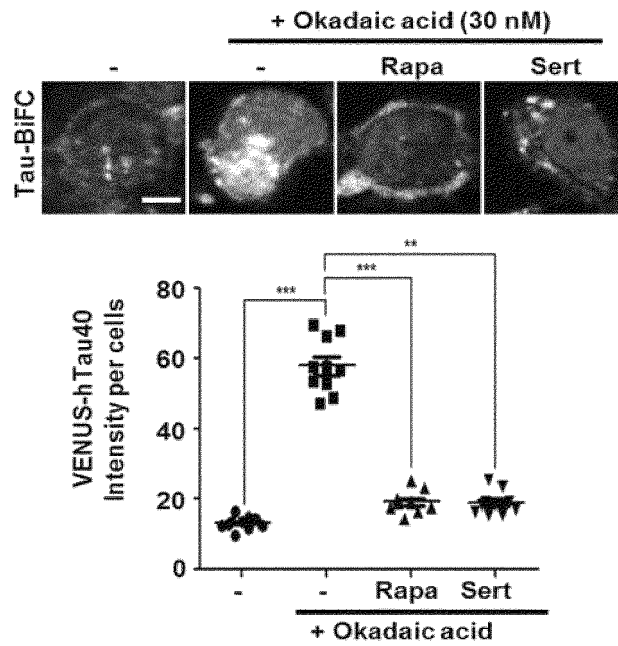 + Okadaic acid (30 nM)
- - Rapa Sert
Tau-BiFC
**
*** ***
VENUS-hTau40
Intensity per cells
80
60
40
20
0
- - Rapa Sert
+ Okadaic acid